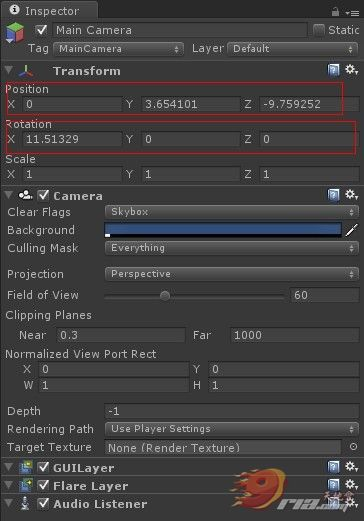 Inspector
Main Camera Static
Tag MainCamera Layer Default
Transform
Position
X 0 Y 3.654101 Z -9.759252
Rotation
X 11.51329 Y 0 Z 0
Scale
X 1 Y 1 Z 1
Camera
Clear Flags Skybox
Background
Culling Mask Everything
Projection Perspective
Field of View 60
Clipping Planes
Near 0.3 Far 1000
Normalized View Port Rect
X 0 Y 0
W 1 H 1
Depth -1
Rendering Path Use Player Settings
Target Texture None (Render Texture)
GUILayer
Flare Layer
Audio Listener